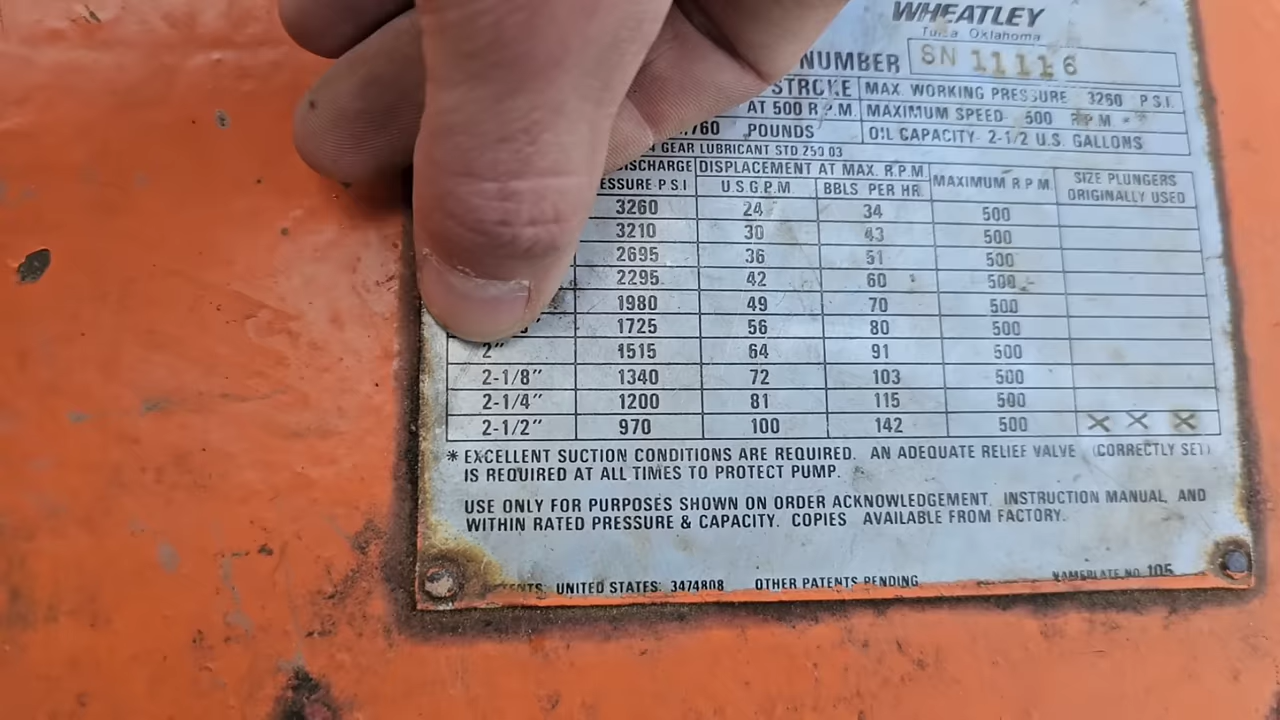 WHEATLEY
Tulsa Oklahoma
NUMBER SN 11116
STROKE MAX. WORKING PRESSURE 3260 P.S.I.
AT 500 R.P.M. MAXIMUM SPEED 500 R.P.M.
POUNDS OIL CAPACITY- 2-1/2 U.S. GALLONS
GEAR LUBRICANT STD.250 03
DISPLACEMENT AT MAX. R.P.M. MAXIMUM R.P.M. SIZE PLUNGERS
P.S.I U.S.G.P.M. BBLS PER HR. ORIGINALLY USED
3260 24 34 500
3210 30 43 500
2695 36 51 500
2295 42 60 500
1980 49 70 500
1725 56 80 500
2" 1515 64 91 500
2-1/8" 1340 72 103 500
2-1/4" 1200 81 115 500
2-1/2" 970 100 142 500 X X X
* EXCELLENT SUCTION CONDITIONS ARE REQUIRED. AN ADEQUATE RELIEF VALVE (CORRECTLY SET)
IS REQUIRED AT ALL TIMES TO PROTECT PUMP.
USE ONLY FOR PURPOSES SHOWN ON ORDER ACKNOWLEDGEMENT, INSTRUCTION MANUAL, AND
WITHIN RATED PRESSURE & CAPACITY. COPIES AVAILABLE FROM FACTORY.
UNITED STATES: 3474808 OTHER PATENTS PENDING NAMEPLATE NO. 105